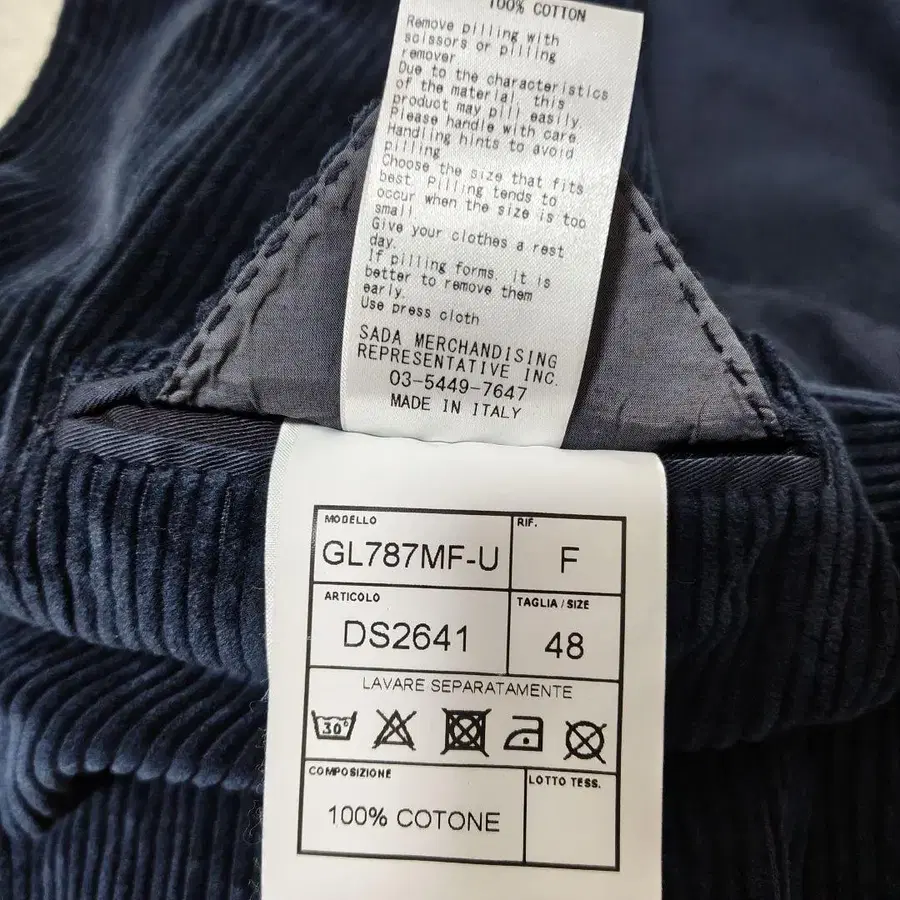 100% COTTON
Remove pilling with
scissors or pilling
remover
Due to the characteristics
of the material, this
product may pill easily.
Please handle with care.
Handling hints to avoid
pilling
Choose the size that fits
best. Pilling tends to
occur when the size is too
small.
Give your clothes a rest
day.
If pilling forms, it is
better to remove them
early.
Use press cloth
SADA MERCHANDISING
REPRESENTATIVE INC.
03-5449-7647
MADE IN ITALY
MODELLO
GL787MF-U
RIF.
F
ARTICOLO
DS2641
TAGLIA / SIZE
48
LAVARE SEPARATAMENTE
30°
COMPOSIZIONE
100% COTONE
LOTTO TESS.